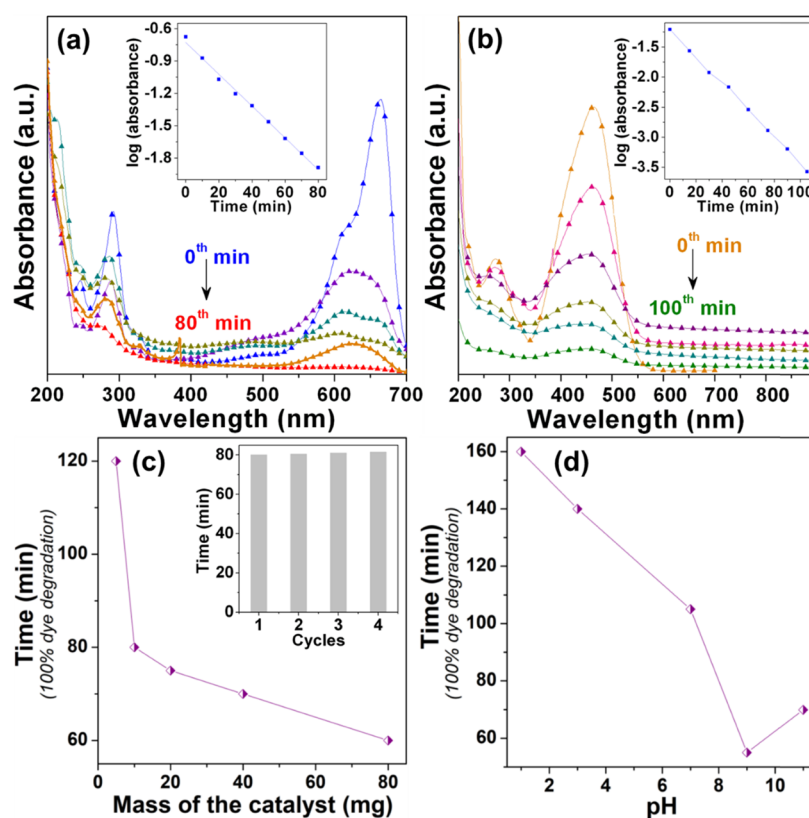 (a)
Absorbance (a.u.)
log (absorbance)
-0.6
-0.9
-1.2
-1.5
-1.8
0 20 40 60 80
Time (min)
0th min
80th min
200 300 400 500 600 700
Wavelength (nm)
(b)
Absorbance (a.u.)
log (absorbance)
-1.5
-2.0
-2.5
-3.0
-3.5
0 20 40 60 80 100
Time (min)
0th min
100th min
200 300 400 500 600 700 800
Wavelength (nm)
(c)
Time (min)
(100% dye degradation)
120
100
80
60
0 20 40 60 80
Mass of the catalyst (mg)
Time (min)
80
60
40
20
0
1 2 3 4
Cycles
(d)
Time (min)
(100% dye degradation)
160
140
120
100
80
60
2 4 6 8 10
pH